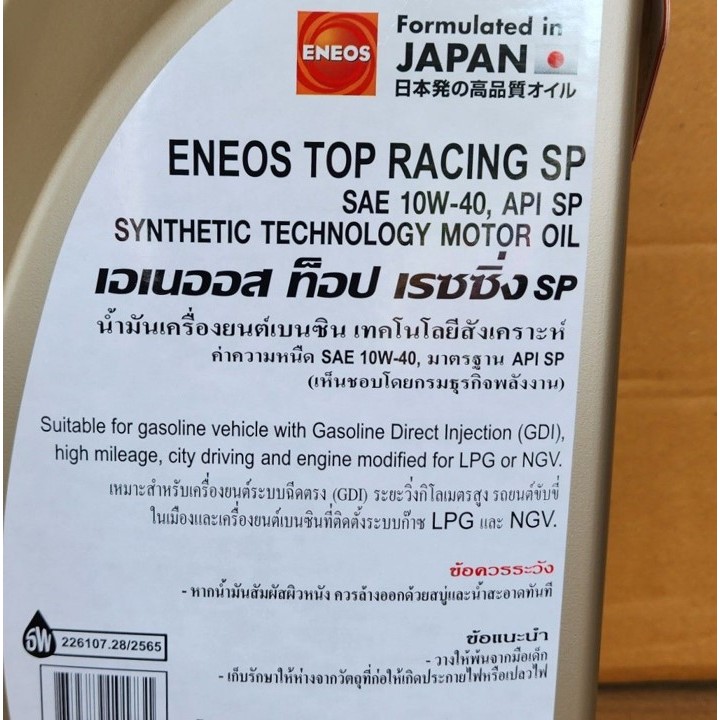 ENEOS
Formulated in
JAPAN
日本発の高品質オイル
ENEOS TOP RACING SP
SAE 10W-40, API SP
SYNTHETIC TECHNOLOGY MOTOR OIL
เอเนออส ท็อป เรซซิ่ง SP
น้ำมันเครื่องยนต์เบนซิน เทคโนโลยีสังเคราะห์
ค่าความหนืด SAE 10W-40, มาตรฐาน API SP
(เห็นชอบโดยกรมธุรกิจพลังงาน)
Suitable for gasoline vehicle with Gasoline Direct Injection (GDI),
high mileage, city driving and engine modified for LPG or NGV.
เหมาะสำหรับเครื่องยนต์ระบบฉีดตรง (GDI) ระยะวิ่งกิโลเมตรสูง รถยนต์ขับขี่
ในเมืองและเครื่องยนต์เบนซินที่ติดตั้งระบบก๊าซ LPG และ NGV.
ข้อควรระวัง
- หากน้ำมันสัมผัสผิวหนัง ควรล้างออกด้วยสบู่และน้ำสะอาดทันที
ธพ 226107.28/2565
ข้อแนะนำ
- วางให้พ้นจากมือเด็ก
- เก็บรักษาให้ห่างจากวัตถุที่ก่อให้เกิดประกายไฟหรือเปลวไฟ